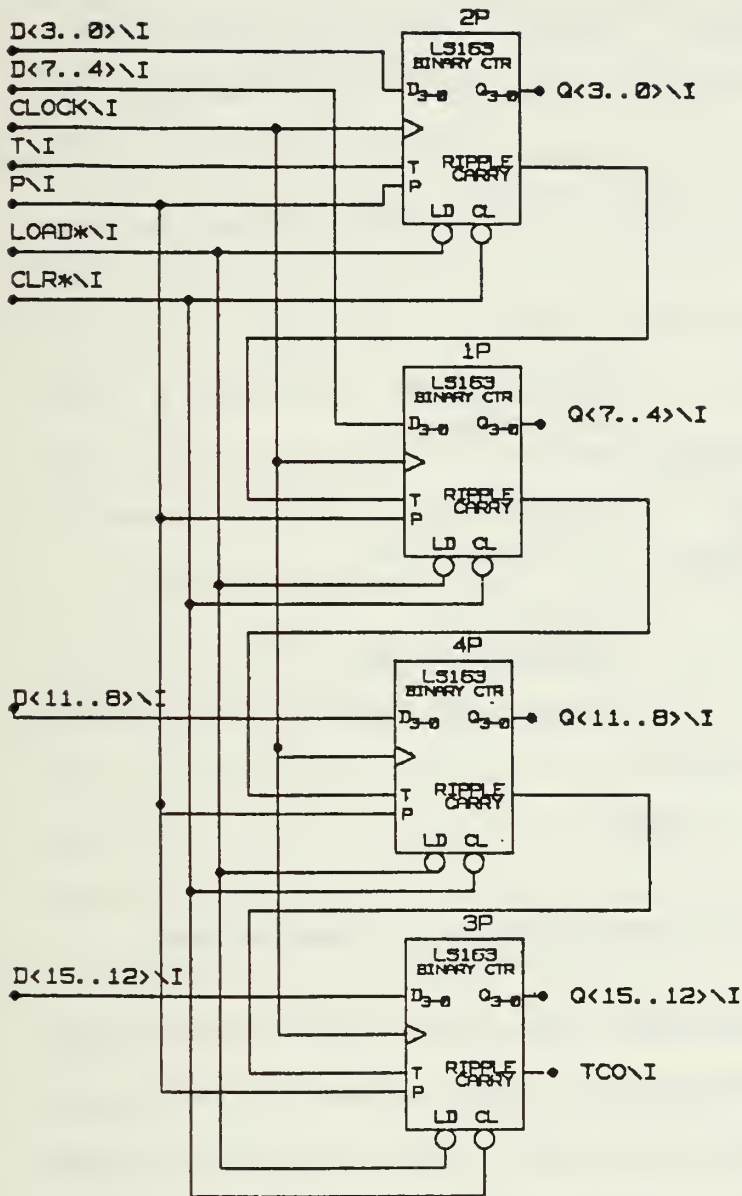 2P
D<3..0>\I
D<7..4>\I
CLOCK\I
T\I
P\I
LOAD*\I
CLR*\I
LS163
BINARY CTR
D3-0 Q3-0
Q<3..0>\I
T RIPPLE
P CARRY
LD CL
1P
LS163
BINARY CTR
D3-0 Q3-0
Q<7..4>\I
T RIPPLE
P CARRY
LD CL
4P
LS163
BINARY CTR
D<11..8>\I
D3-0 Q3-0
Q<11..8>\I
T RIPPLE
P CARRY
LD CL
3P
LS163
BINARY CTR
D<15..12>\I
D3-0 Q3-0
Q<15..12>\I
T RIPPLE
P CARRY
TCO\I
LD CL